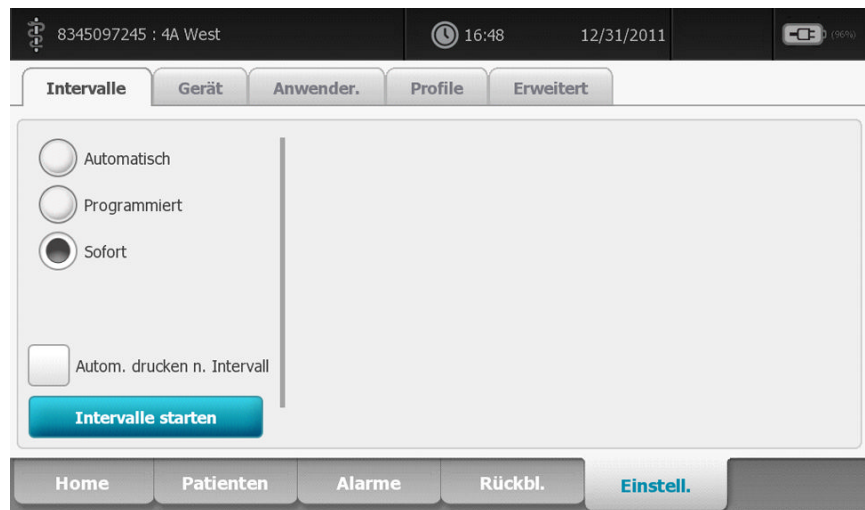 8345097245 : 4A West
16:48
12/31/2011
(96%)
Intervalle
Gerät
Anwender.
Profile
Erweitert
Automatisch
Programmiert
Sofort
Autom. drucken n. Intervall
Intervalle starten
Home
Patienten
Alarme
Rückbl.
Einstell.